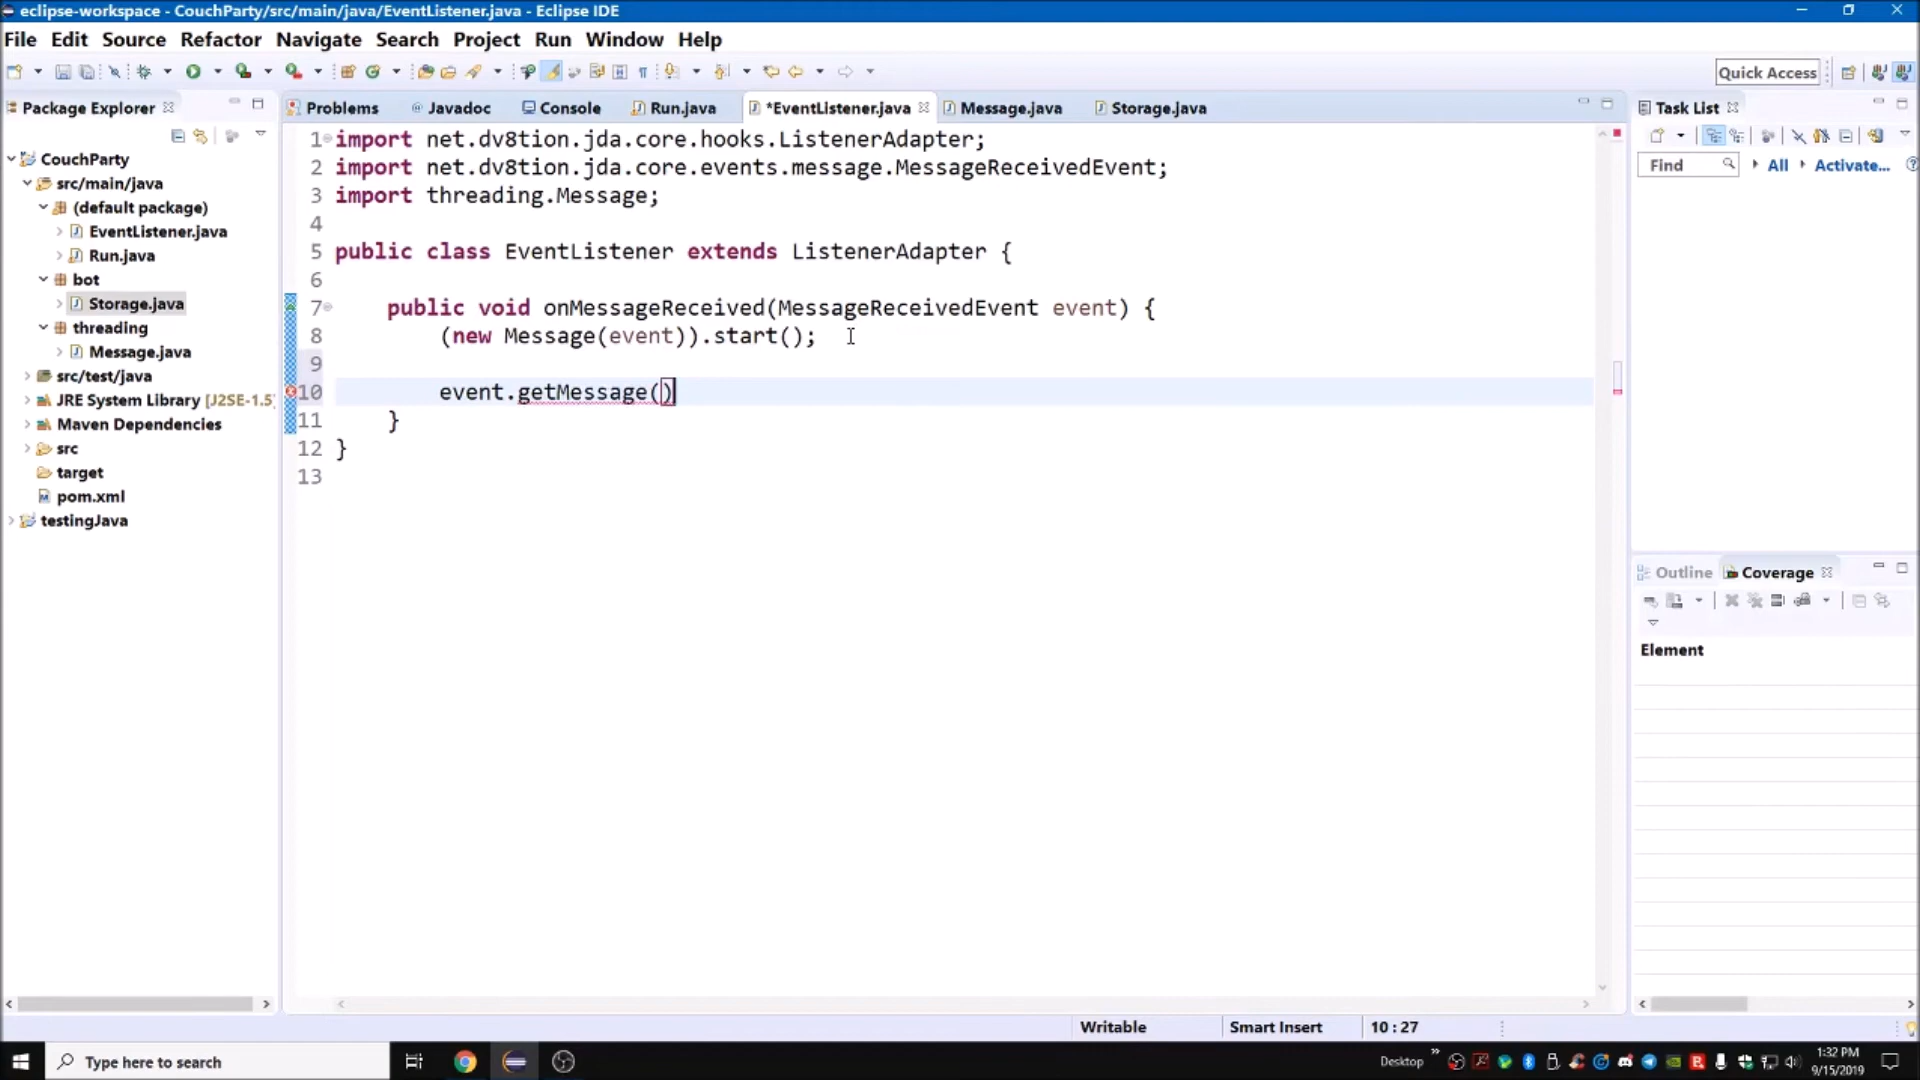 eclipse-workspace - CouchParty/src/main/java/EventListener.java - Eclipse IDE
File Edit Source Refactor Navigate Search Project Run Window Help
Quick Access
Package Explorer
Problems Javadoc Console Run.java *EventListener.java Message.java Storage.java
Task List
Find All Activate...
CouchParty
src/main/java
(default package)
EventListener.java
Run.java
bot
Storage.java
threading
Message.java
src/test/java
JRE System Library [J2SE-1.5]
Maven Dependencies
src
target
pom.xml
testingJava
1 import net.dv8tion.jda.core.hooks.ListenerAdapter;
2 import net.dv8tion.jda.core.events.message.MessageReceivedEvent;
3 import threading.Message;
4
5 public class EventListener extends ListenerAdapter {
6
7 public void onMessageReceived(MessageReceivedEvent event) {
8 (new Message(event)).start();
9
10 event.getMessage()
11 }
12 }
13
Outline Coverage
Element
Writable Smart Insert 10 : 27
Type here to search
Desktop
1:32 PM
9/15/2019